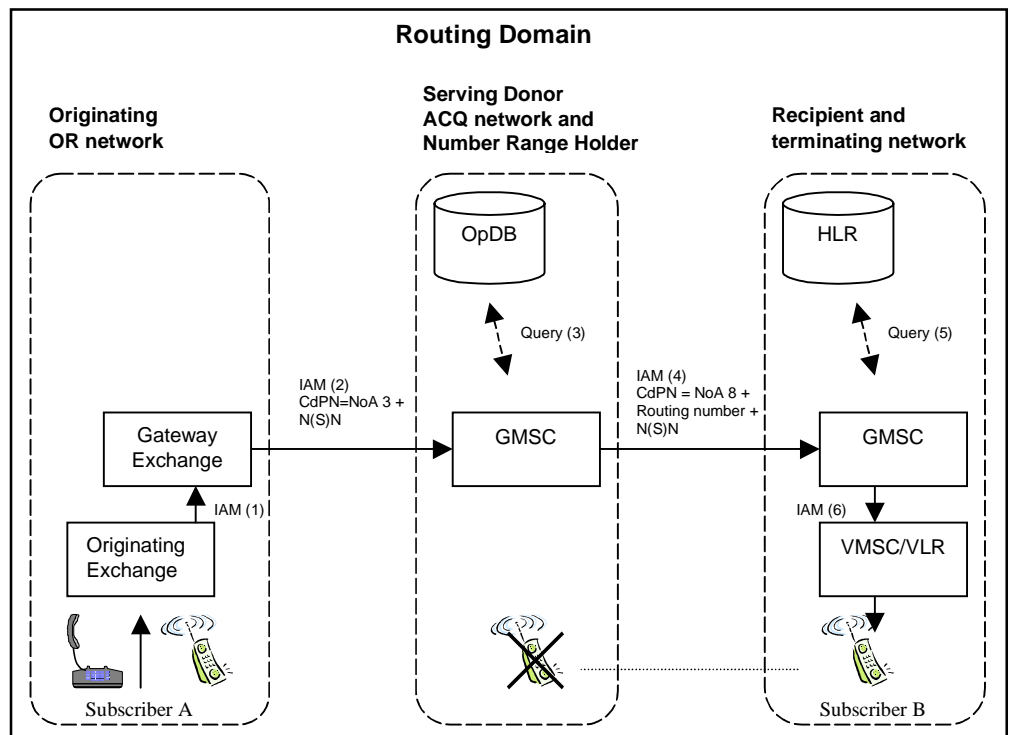 Routing Domain
Originating
OR network
Serving Donor
ACQ network and
Number Range Holder
Recipient and
terminating network
OpDB
HLR
Query (3)
Query (5)
IAM (2)
CdPN=NoA 3 +
N(S)N
IAM (4)
CdPN = NoA 8 +
Routing number +
N(S)N
Gateway
Exchange
GMSC
GMSC
IAM (1)
IAM (6)
Originating
Exchange
VMSC/VLR
Subscriber A
Subscriber B